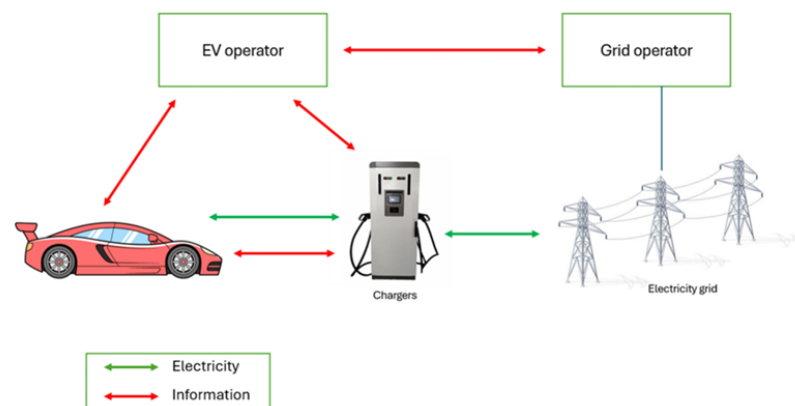 EV operator
Grid operator
Chargers
Electricity grid
Electricity
Information